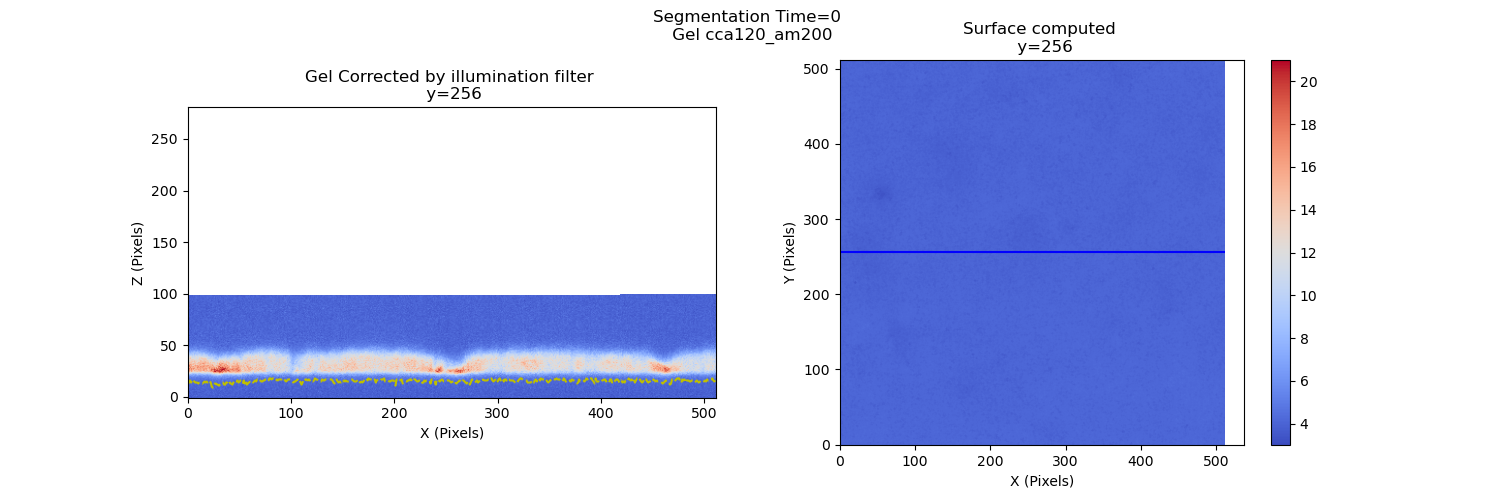 Segmentation Time=0
Gel cca120_am200
Gel Corrected by illumination filter
y=256
Z (Pixels)
250
200
150
100
50
0
0 100 200 300 400 500
X (Pixels)
Surface computed
y=256
Y (Pixels)
500
400
300
200
100
0
0 100 200 300 400 500
X (Pixels)
20
18
16
14
12
10
8
6
4